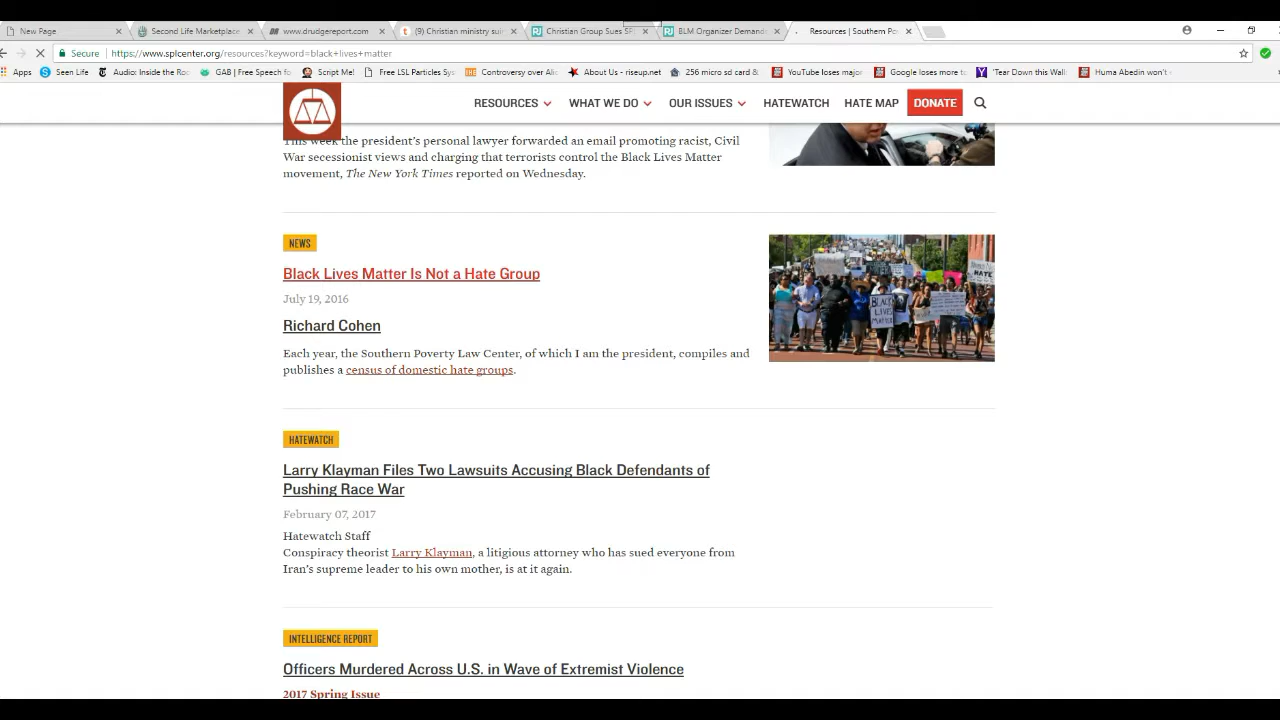 New Page
Second Life Marketplace
www.drudgereport.com
(9) Christian ministry sui
Christian Group Sues SPL
BLM Organizer Demands
Resources | Southern Po
Secure https://www.splcenter.org/resources?keyword=black+lives+matter
Apps Seen Life Audio: Inside the Ro GAB | Free Speech fo Script Me! Free LSL Particles Sys Controversy over Alic About Us - riseup.net 256 micro sd card & YouTube loses major Google loses more t 'Tear Down this Wall Huma Abedin won't
RESOURCES WHAT WE DO OUR ISSUES HATEWATCH HATE MAP DONATE
This week the president's personal lawyer forwarded an email promoting racist, Civil
War secessionist views and charging that terrorists control the Black Lives Matter
movement, The New York Times reported on Wednesday.
NEWS
Black Lives Matter Is Not a Hate Group
July 19, 2016
Richard Cohen
Each year, the Southern Poverty Law Center, of which I am the president, compiles and
publishes a census of domestic hate groups.
BLACK
LIVES
MATTER
HATE
HATEWATCH
Larry Klayman Files Two Lawsuits Accusing Black Defendants of
Pushing Race War
February 07, 2017
Hatewatch Staff
Conspiracy theorist Larry Klayman, a litigious attorney who has sued everyone from
Iran's supreme leader to his own mother, is at it again.
INTELLIGENCE REPORT
Officers Murdered Across U.S. in Wave of Extremist Violence
2017 Spring Issue